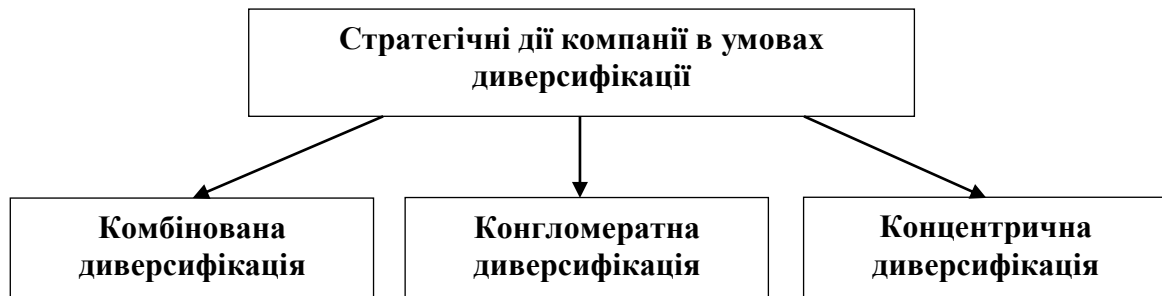 Стратегічні дії компанії в умовах
диверсифікації
Комбінована
диверсифікація
Конгломератна
диверсифікація
Концентрична
диверсифікація